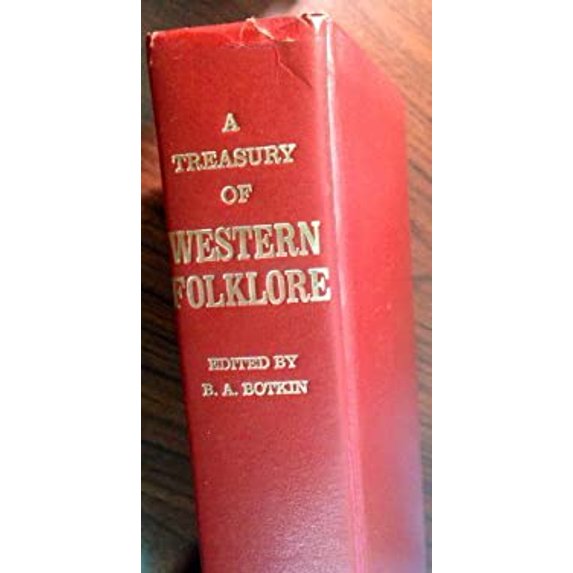 A
TREASURY
OF
WESTERN
FOLKLORE
EDITED BY
B. A. BOTKIN